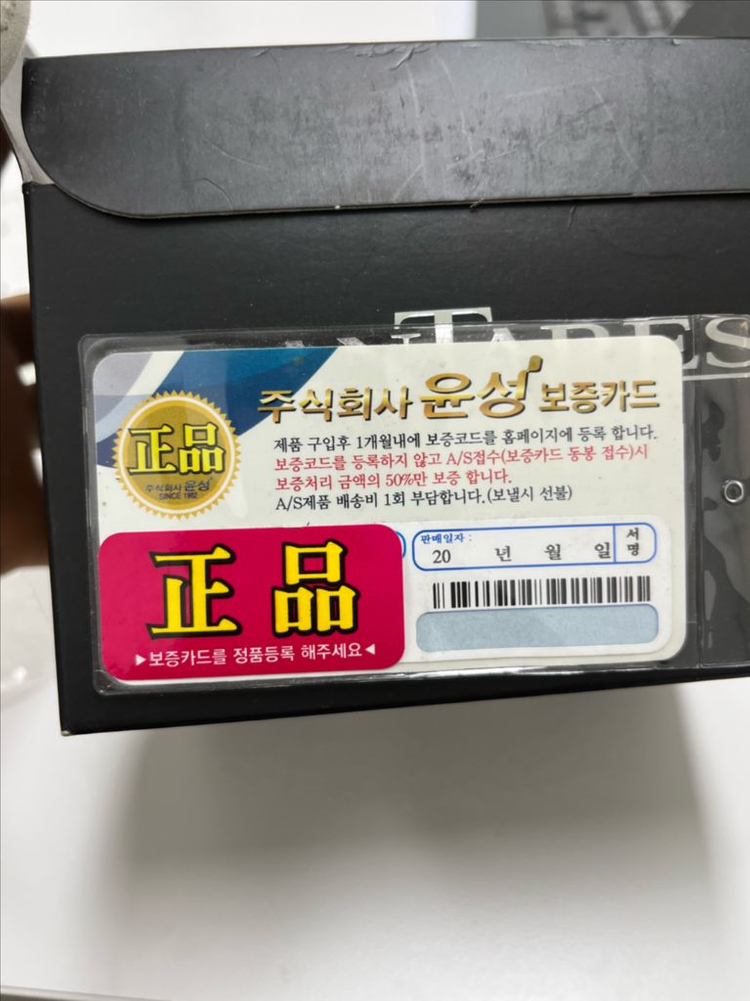 ANTARES
主식회사 윤성 보증카드
제품 구입후 1개월내에 보증코드를 홈페이지에 등록 합니다.
보증코드를 등록하지 않고 A/S접수(보증카드 동봉 접수)시
보증처리 금액의 50%만 보증 합니다.
A/S제품 배송비 1회 부담합니다.(보낼시 선불)
正品
주식회사 윤성
SINCE 1982
판매일자 :
20 년 월 일
서명
正品
▶보증카드를 정품등록 해주세요◀